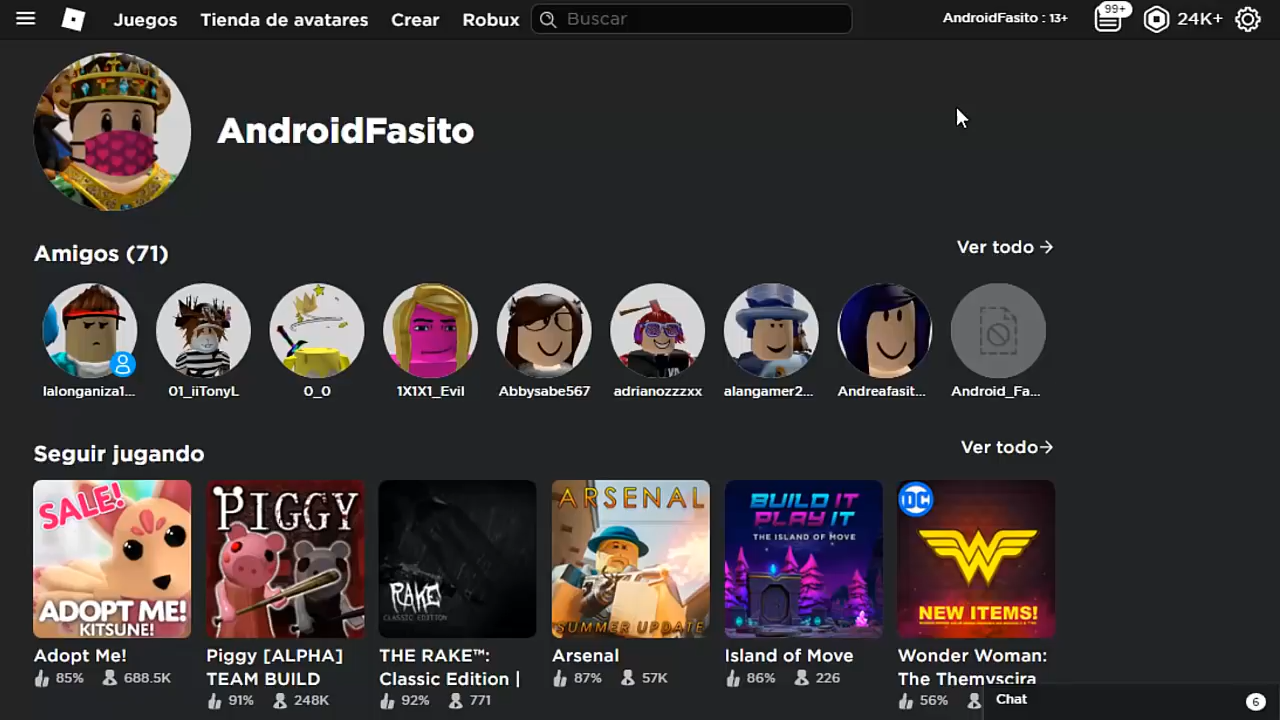 Juegos Tienda de avatares Crear Robux Buscar AndroidFasito : 13+ 99+ 24K+
AndroidFasito
Amigos (71) Ver todo
lalonganiza1... 01_iiTonyL 0_0 1X1X1_Evil Abbysabe567 adrianozzzxx alangamer2... Andreafasit... Android_Fa...
Seguir jugando Ver todo
SALE!
ADOPT ME!
KITSUNE!
PIGGY
RAKE
CLASSIC EDITION
ARSENAL
SUMMER UPDATE
BUILD IT
PLAY IT
THE ISLAND OF MOVE
DC
NEW ITEMS!
Adopt Me!
85% 688.5K
Piggy [ALPHA]
TEAM BUILD
91% 248K
THE RAKE™:
Classic Edition |
92% 771
Arsenal
87% 57K
Island of Move
86% 226
Wonder Woman:
The Themyscira
56%
Chat 6